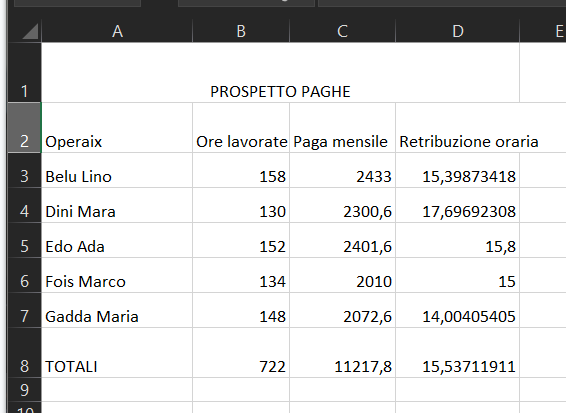 A B C D E
1 PROSPETTO PAGHE
2 Operaix Ore lavorate Paga mensile Retribuzione oraria
3 Belu Lino 158 2433 15,39873418
4 Dini Mara 130 2300,6 17,69692308
5 Edo Ada 152 2401,6 15,8
6 Fois Marco 134 2010 15
7 Gadda Maria 148 2072,6 14,00405405
8 TOTALI 722 11217,8 15,53711911
9
10